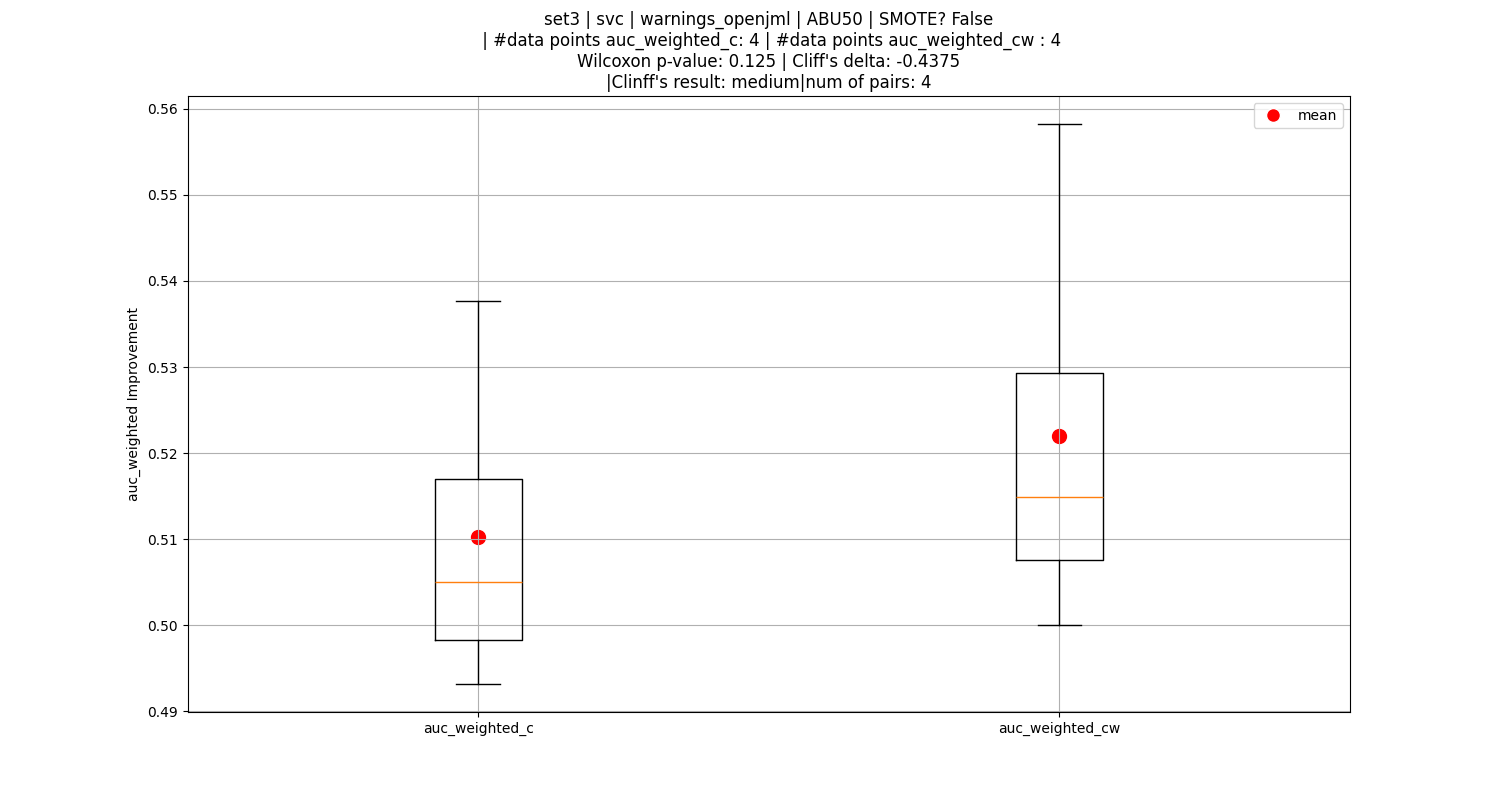 set3 | svc | warnings_openjml | ABU50 | SMOTE? False
| #data points auc_weighted_c: 4 | #data points auc_weighted_cw : 4
Wilcoxon p-value: 0.125 | Cliff's delta: -0.4375
|Clinff's result: medium|num of pairs: 4
mean
auc_weighted Improvement
0.56
0.55
0.54
0.53
0.52
0.51
0.50
0.49
auc_weighted_c
auc_weighted_cw